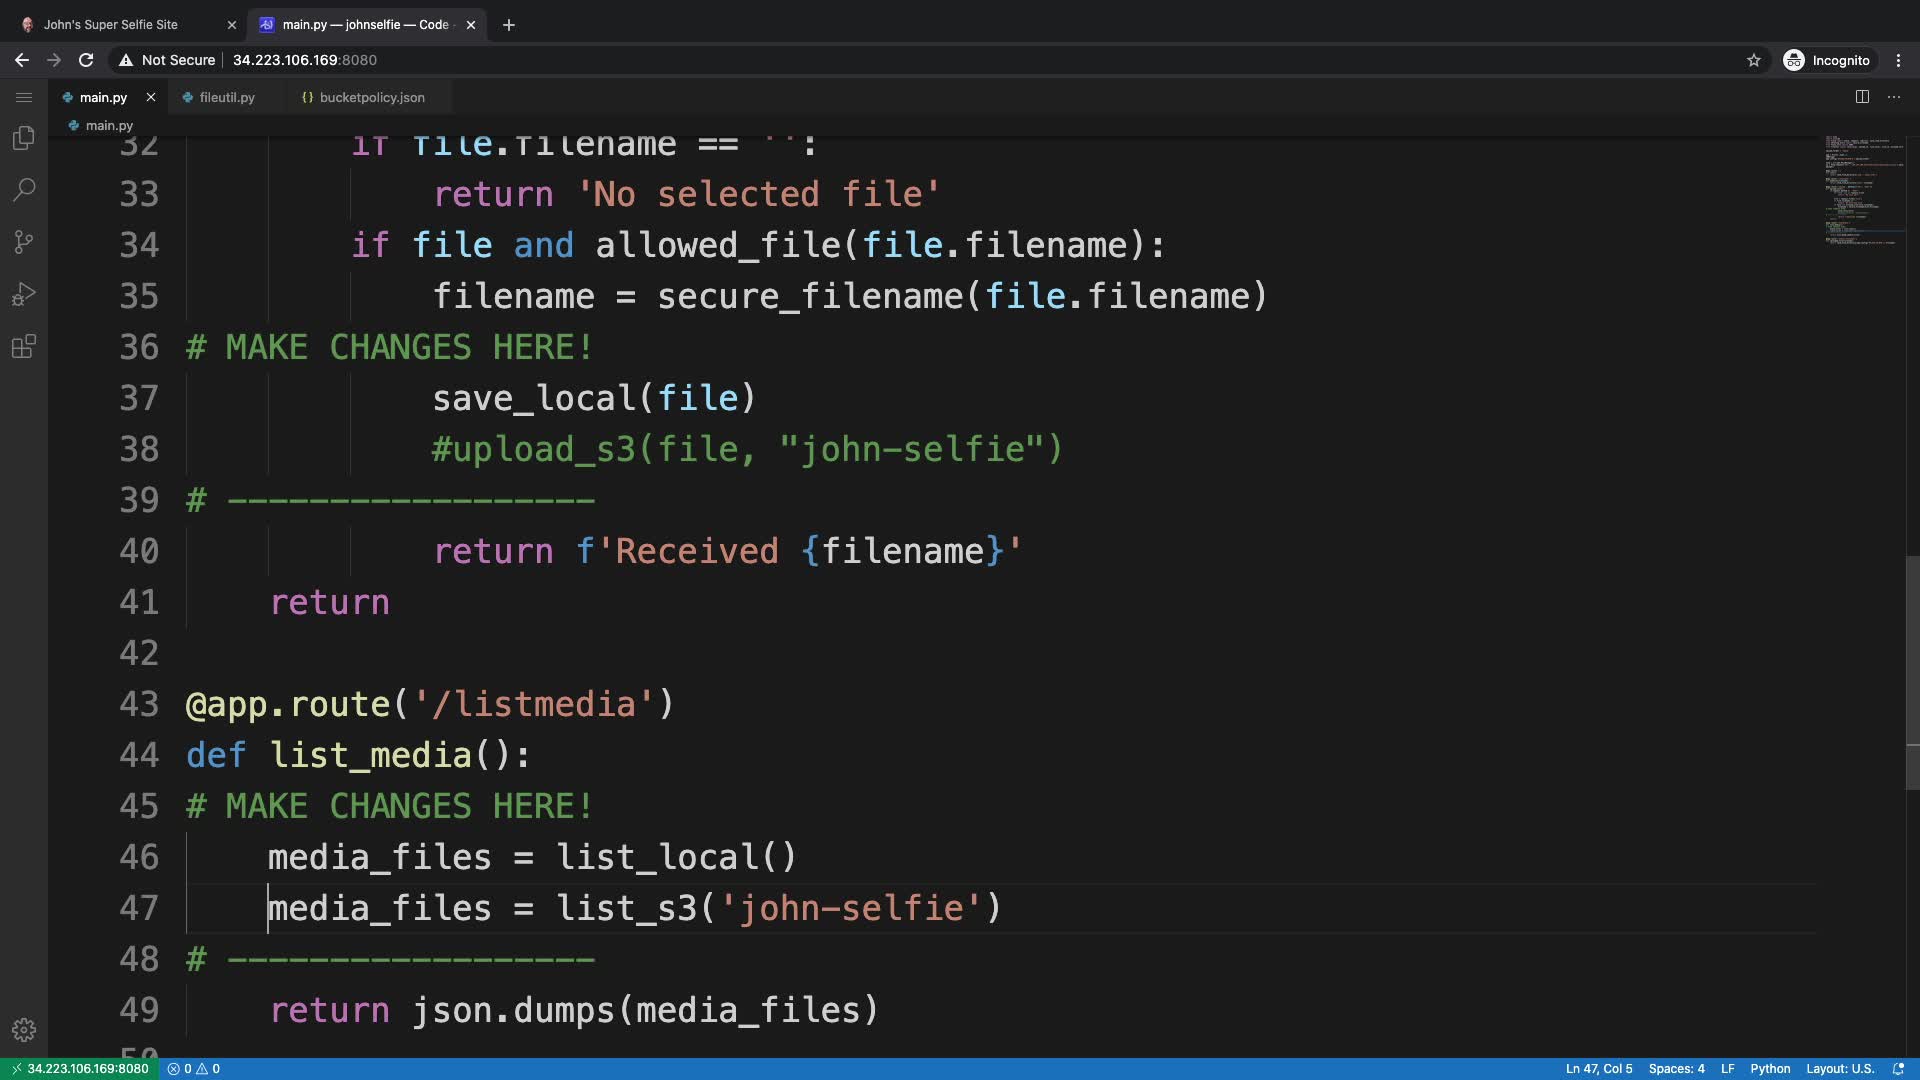 John's Super Selfie Site
main.py — johnselfie — Code -
Not Secure
34.223.106.169:8080
Incognito
main.py
fileutil.py
{} bucketpolicy.json
main.py
32 if file.filename == '':
33 return 'No selected file'
34 if file and allowed_file(file.filename):
35 filename = secure_filename(file.filename)
36 # MAKE CHANGES HERE!
37 save_local(file)
38 #upload_s3(file, "john-selfie")
39 # ------------------
40 return f'Received {filename}'
41 return
42
43 @app.route('/listmedia')
44 def list_media():
45 # MAKE CHANGES HERE!
46 media_files = list_local()
47 media_files = list_s3('john-selfie')
48 # ------------------
49 return json.dumps(media_files)
50
34.223.106.169:8080 0 0 Ln 47, Col 5 Spaces: 4 LF Python Layout: U.S.